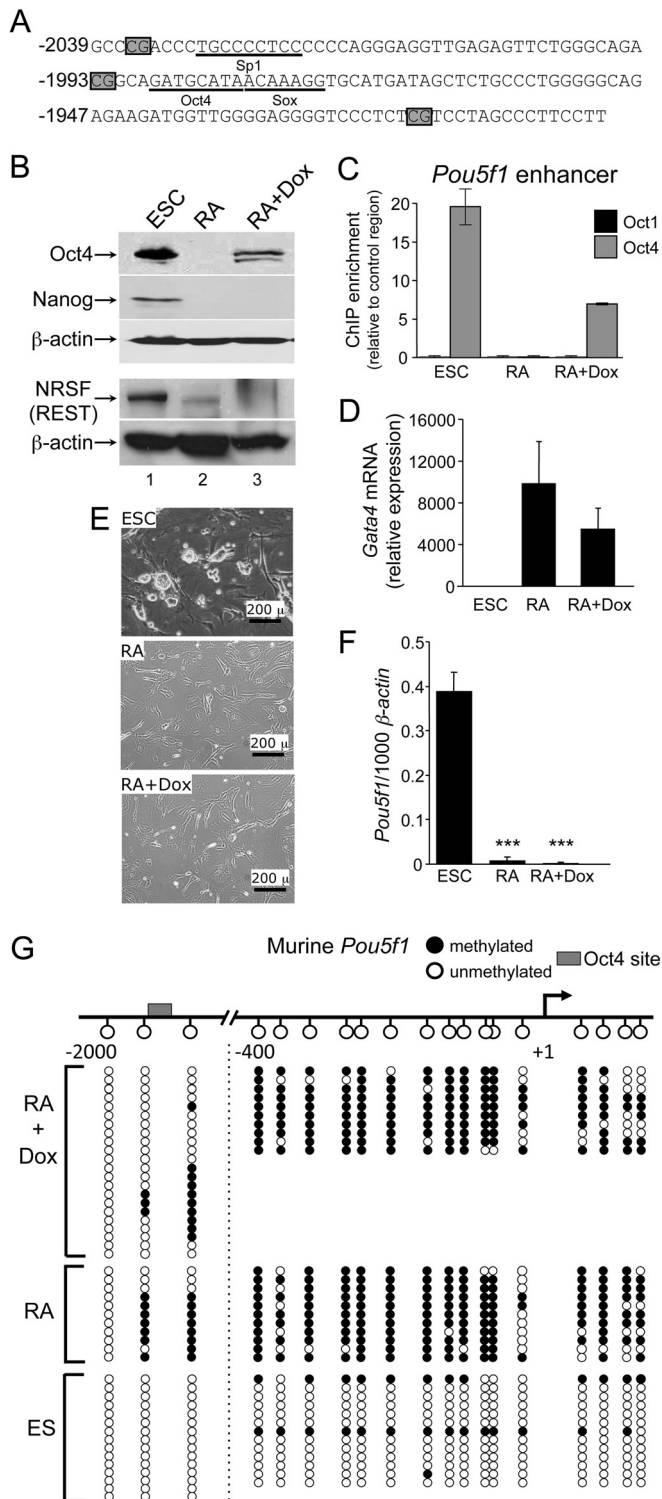 A
-2039 GCCCGACCCTGCCCCTCCCCCCAGGGAGGTTGAGAGTTCTGGGCAGA
Sp1
-1993 CGGCAGATGCATAACAAAGGTGCATGATAGCTCTGCCCTGGGGGCAG
Oct4 Sox
-1947 AGAAGATGGTTGGGGAGGGGTCCCTCTCGTCCTAGCCCTTCCTT
B
ESC RA RA+Dox
Oct4
Nanog
β-actin
NRSF
(REST)
β-actin
1 2 3
C
Pou5f1 enhancer
ChIP enrichment
(relative to control region)
20
15
10
5
0
Oct1
Oct4
ESC RA RA+Dox
D
Gata4 mRNA
(relative expression)
16000
12000
8000
4000
0
ESC RA RA+Dox
E
ESC
200 μ
RA
200 μ
RA+Dox
200 μ
F
Pou5f1/1000 β-actin
0.5
0.4
0.3
0.2
0.1
0
*** ***
ESC RA RA+Dox
G
Murine Pou5f1
methylated
unmethylated
Oct4 site
-2000 -400 +1
RA
+
Dox
RA
ES